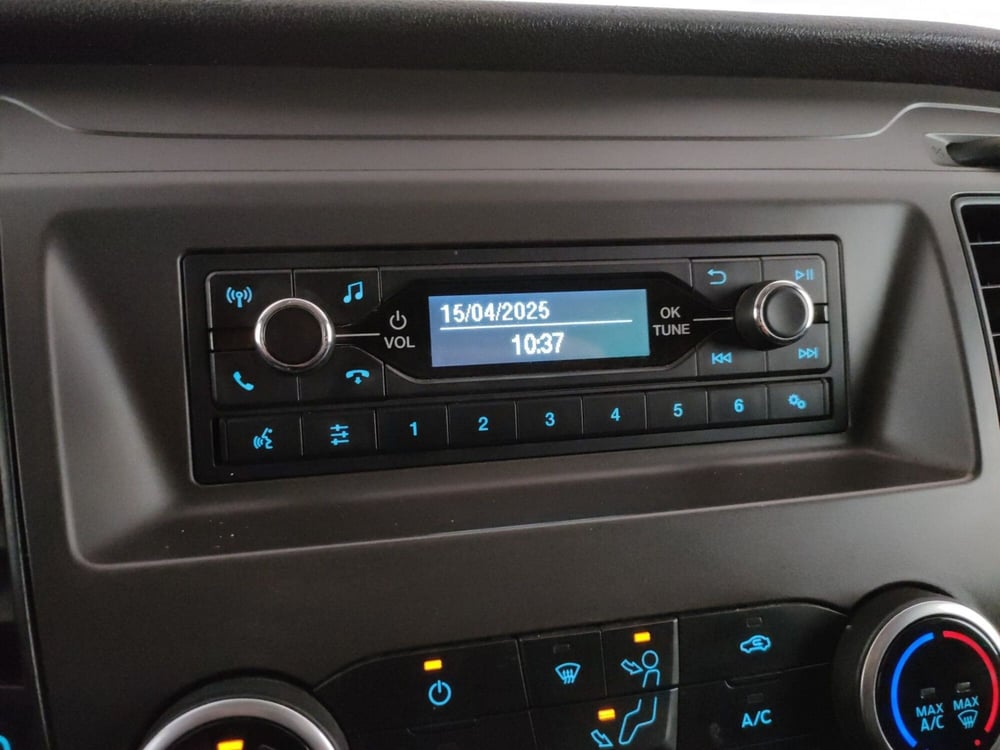 15/04/2025
10:37
VOL
OK
TUNE
1 2 3 4 5 6
A/C
MAX
A/C
MAX